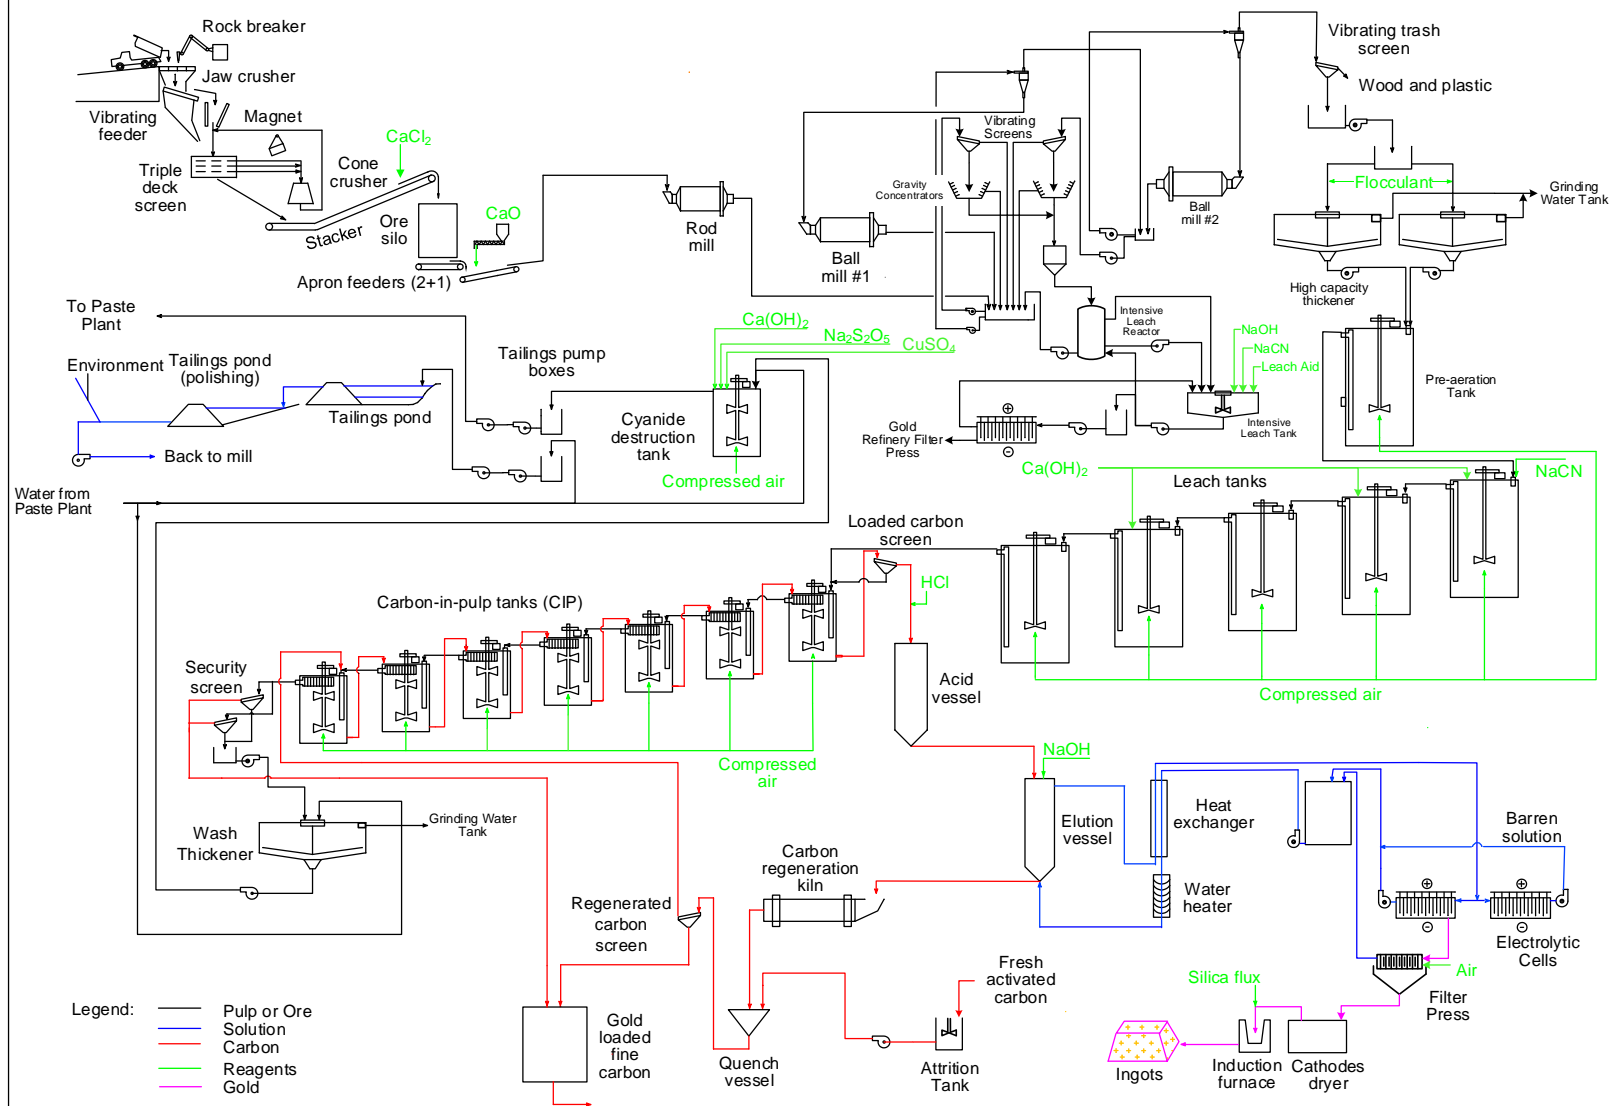 Rock breaker
Jaw crusher
Vibrating
feeder
Magnet
Triple
deck
screen
Cone
crusher
CaCl2
Stacker
Ore
silo
CaO
Apron feeders (2+1)
Rod
mill
Ball
mill #1
Vibrating
Screens
Gravity
Concentrators
Ball
mill #2
Vibrating trash
screen
Wood and plastic
Flocculant
Grinding
Water Tank
High capacity
thickener
Intensive
Leach
Reactor
NaOH
NaCN
Leach Aid
Intensive
Leach Tank
Gold
Refinery Filter
Press
Pre-aeration
Tank
To Paste
Plant
Environment
Tailings pond
(polishing)
Tailings pond
Back to mill
Tailings pump
boxes
Ca(OH)2
Na2S2O5
CuSO4
Cyanide
destruction
tank
Compressed air
Water from
Paste Plant
Ca(OH)2
Leach tanks
NaCN
Compressed air
Loaded carbon
screen
HCl
Carbon-in-pulp tanks (CIP)
Security
screen
Compressed
air
Acid
vessel
Wash
Thickener
Grinding Water
Tank
NaOH
Elution
vessel
Heat
exchanger
Water
heater
Barren
solution
Electrolytic
Cells
Carbon
regeneration
kiln
Regenerated
carbon
screen
Fresh
activated
carbon
Silica flux
Air
Filter
Press
Gold
loaded
fine
carbon
Quench
vessel
Attrition
Tank
Ingots
Induction
furnace
Cathodes
dryer
Legend:
Pulp or Ore
Solution
Carbon
Reagents
Gold